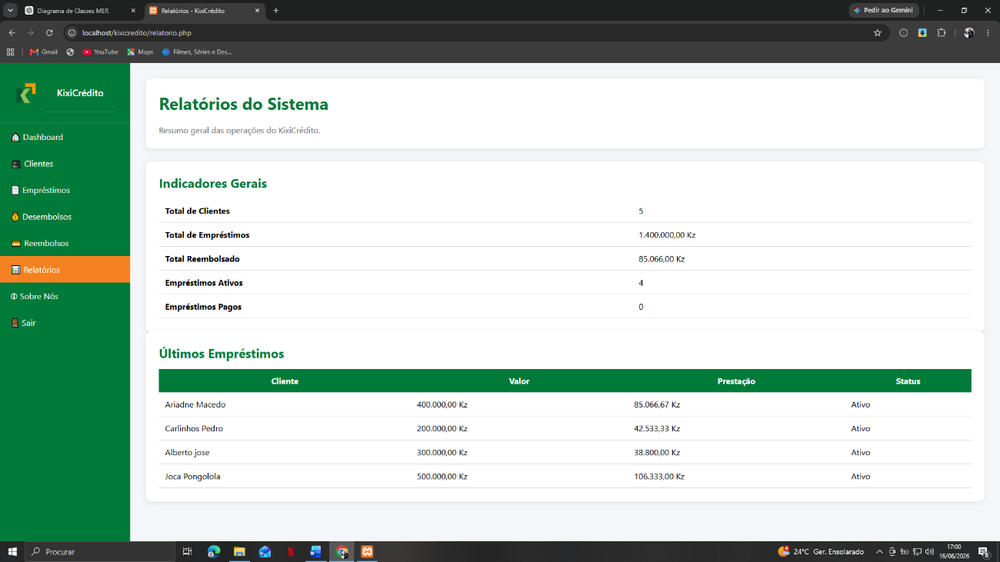 Diagrama de Classes MER
Relatórios - KixiCrédito
Pedir ao Gemini
localhost/kixicredito/relatorio.php
Gmail
YouTube
Maps
Filmes, Séries e Des...
KixiCrédito
Dashboard
Clientes
Empréstimos
Desembolsos
Reembolsos
Relatórios
Sobre Nós
Sair
Relatórios do Sistema
Resumo geral das operações do KixiCrédito.
Indicadores Gerais
Total de Clientes 5
Total de Empréstimos 1.400.000,00 Kz
Total Reembolsado 85.066,00 Kz
Empréstimos Ativos 4
Empréstimos Pagos 0
Últimos Empréstimos
Cliente Valor Prestação Status
Ariadne Macedo 400.000,00 Kz 85.066,67 Kz Ativo
Carlinhos Pedro 200.000,00 Kz 42.533,33 Kz Ativo
Alberto jose 300.000,00 Kz 38.800,00 Kz Ativo
Joca Pongolola 500.000,00 Kz 106.333,00 Kz Ativo
Procurar
24°C Ger. Ensolarado
17:00
16/06/2026
8